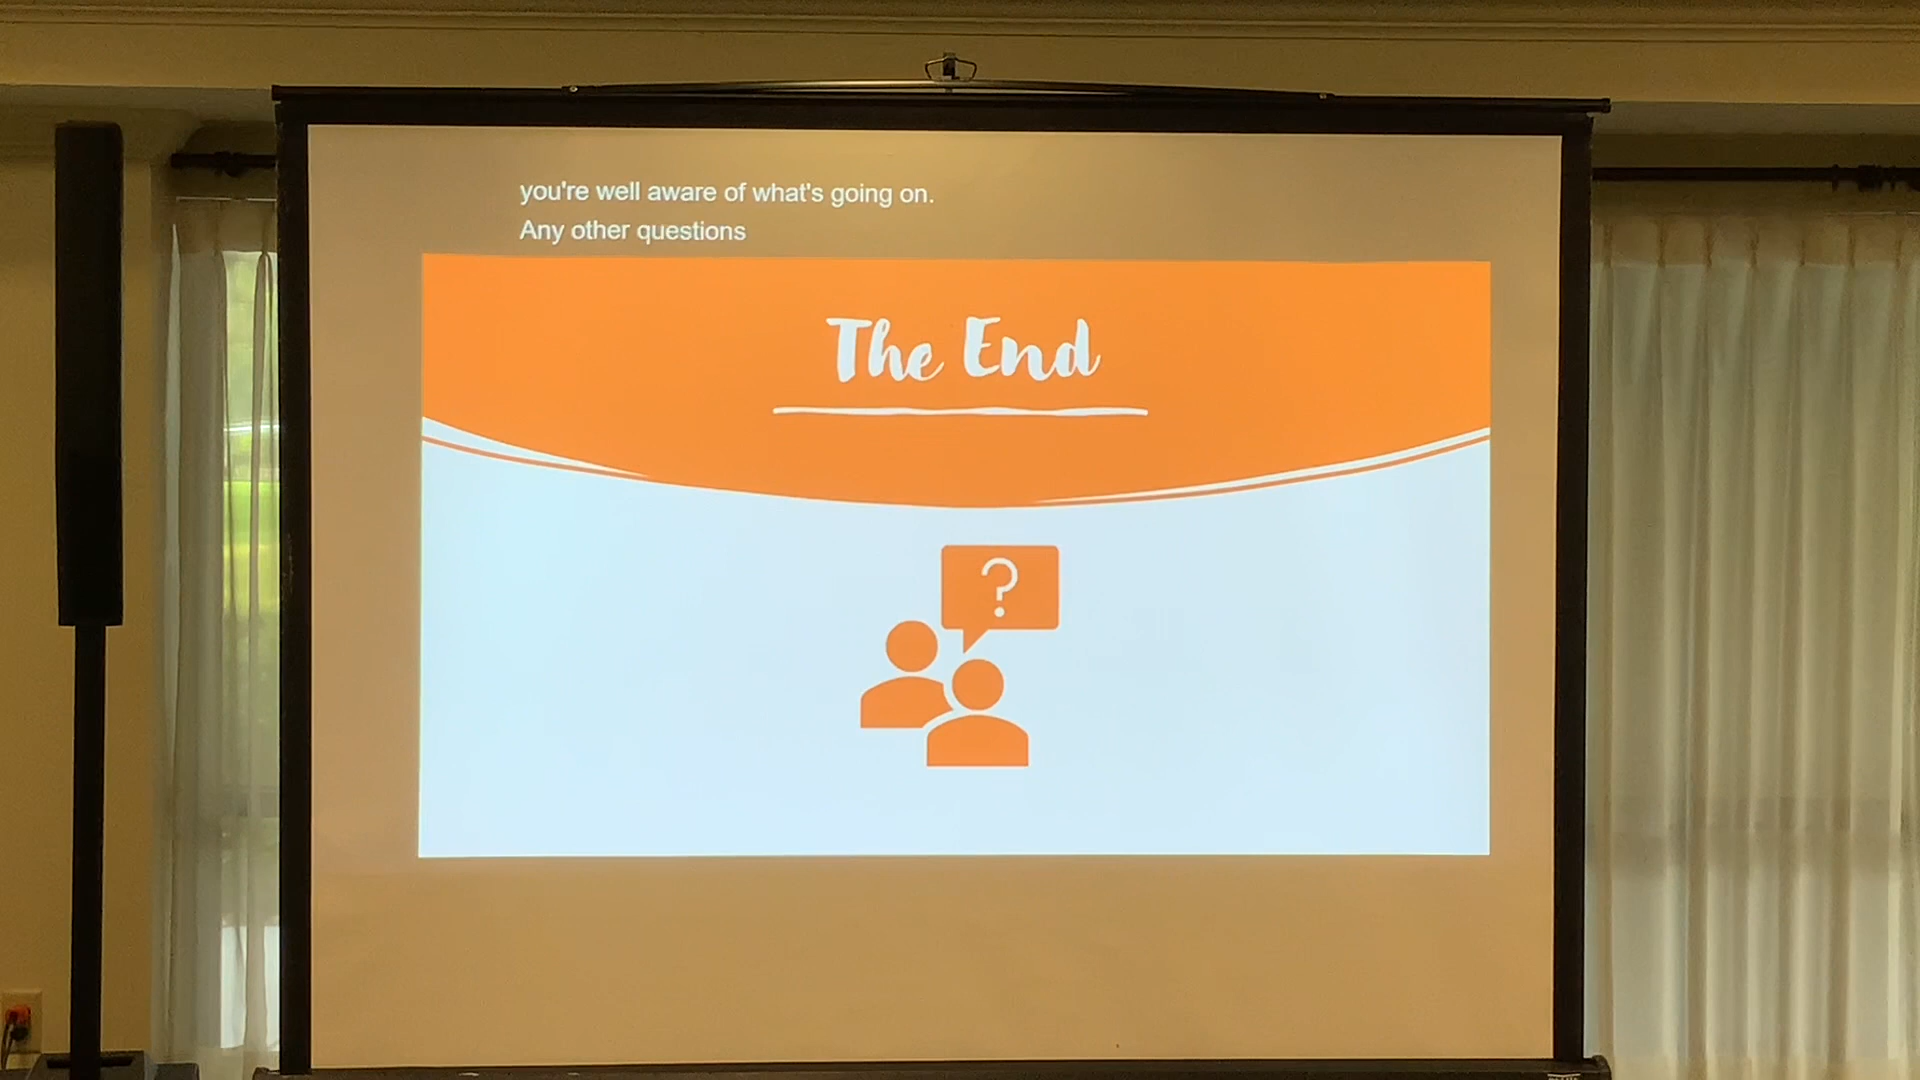 you're well aware of what's going on.
Any other questions
The End
?